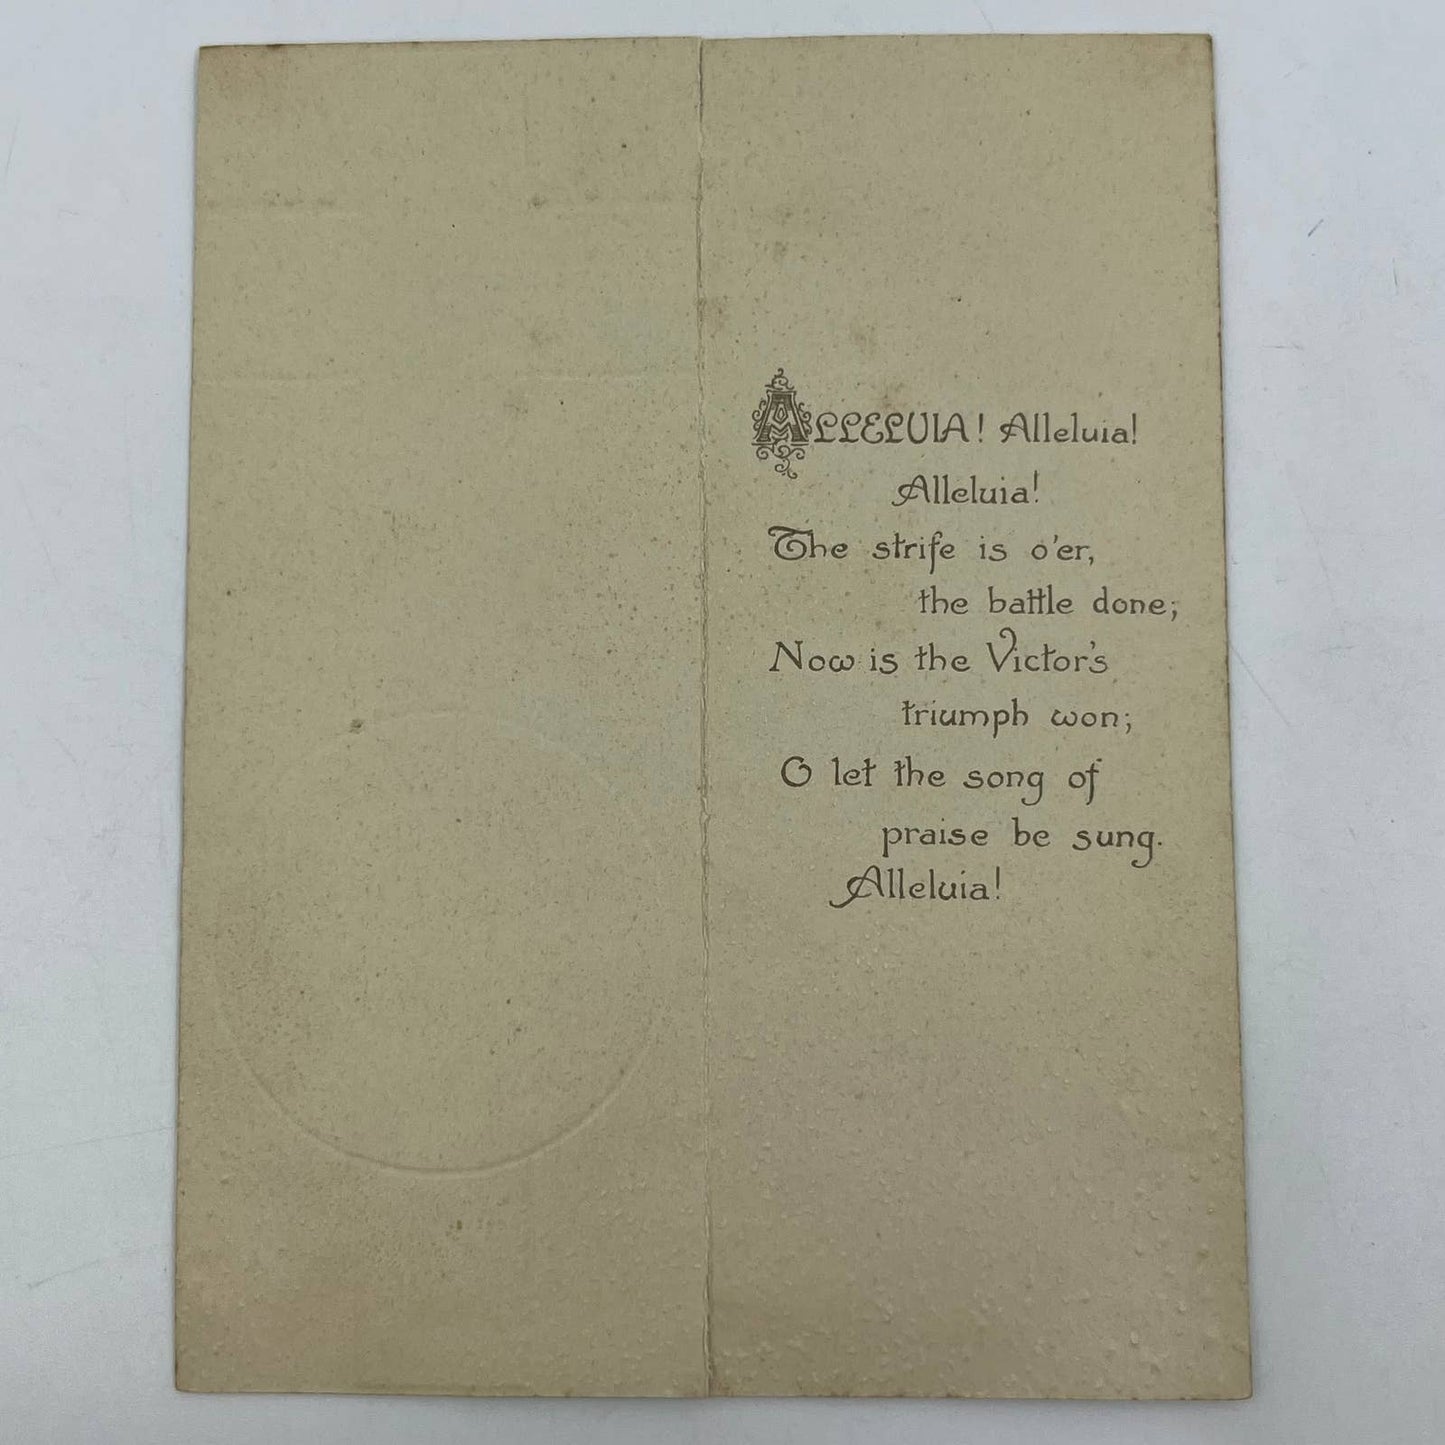 ALLELUIA! Alleluia!
Alleluia!
The strife is o'er,
the battle done;
Now is the Victor's
triumph won;
O let the song of
praise be sung.
Alleluia!